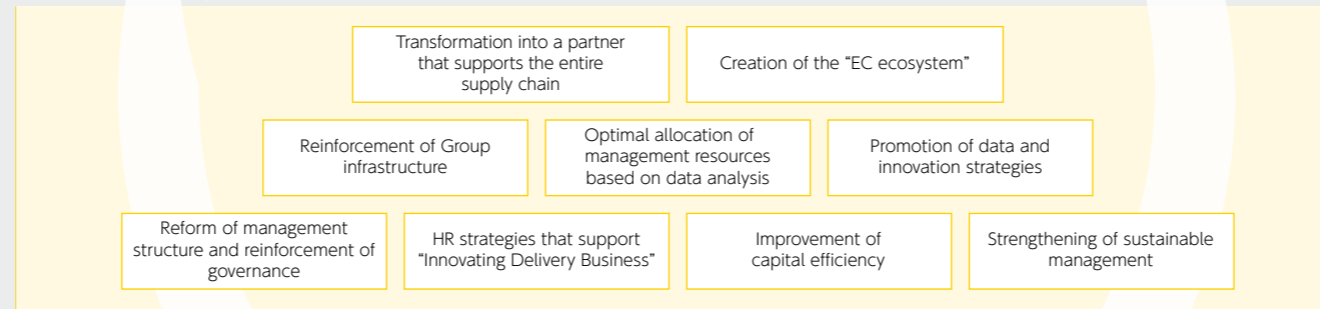 Transformation into a partner
that supports the entire
supply chain
Creation of the “EC ecosystem”
Reinforcement of Group
infrastructure
Optimal allocation of
management resources
based on data analysis
Promotion of data and
innovation strategies
Reform of management
structure and reinforcement of
governance
HR strategies that support
“Innovating Delivery Business”
Improvement of
capital efficiency
Strengthening of sustainable
management